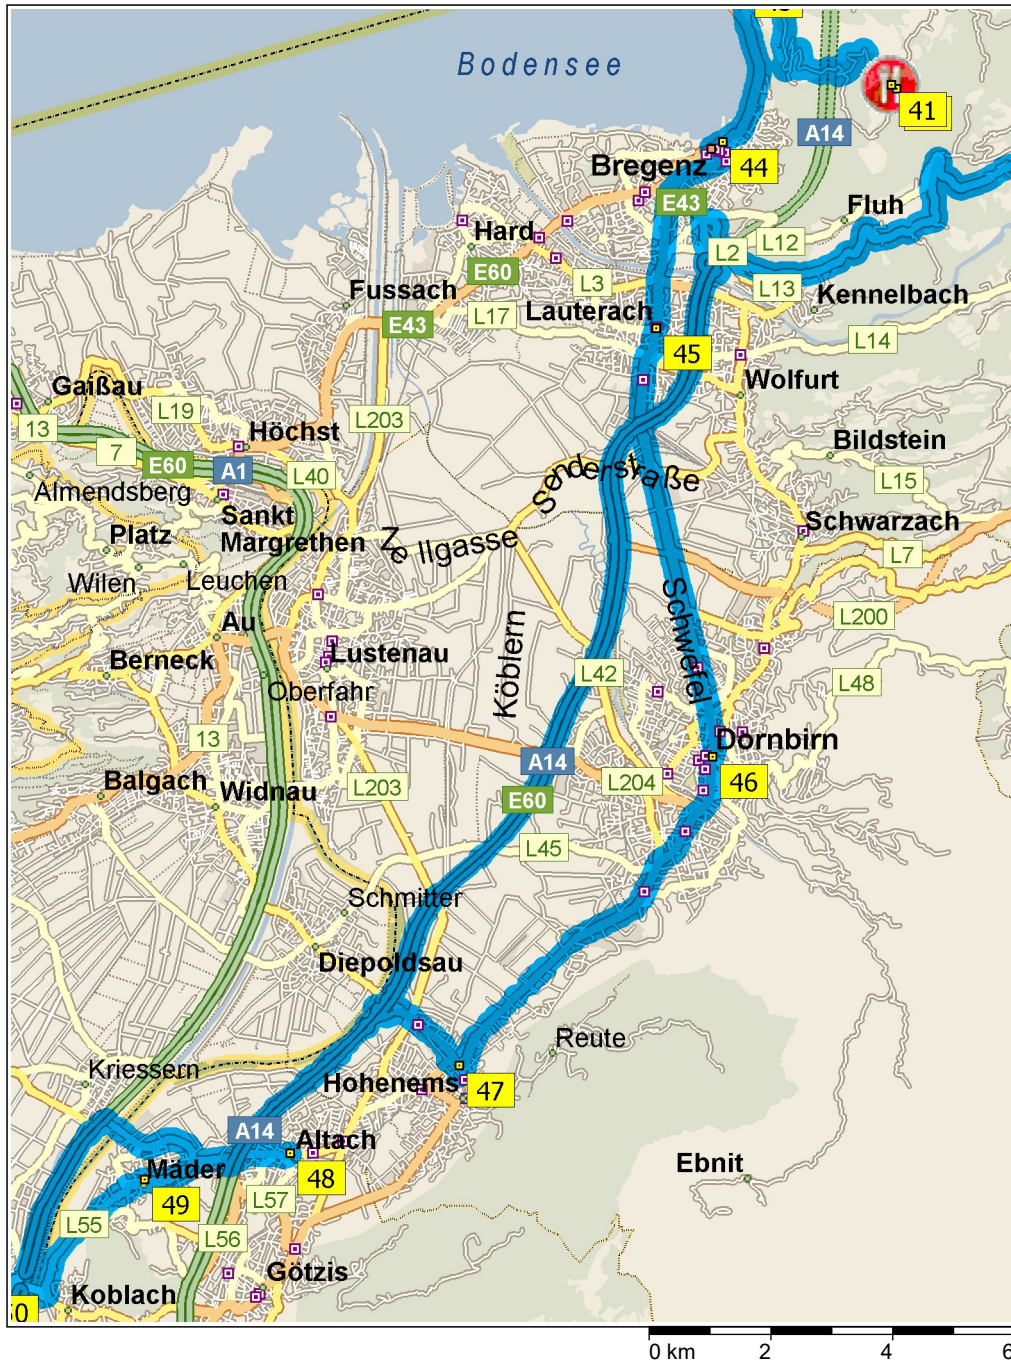 Bodensee
41
A14
Bregenz
44
E43
Fluh
Hard
L12
L2
E60
L3
L13
Fussach
Kennelbach
L17
Lauterach
E43
L14
45
Wolfurt
Gaißau
L19
L203
13
Höchst
7
Bildstein
E60
A1
L40
Senderstraße
L15
Almendsberg
Sankt
Margrethen
Schwarzach
Platz
Zellgasse
L7
Wilen
Leuchen
Schwefel
L200
Au
Köblern
Berneck
Lustenau
L42
L48
Oberfahr
13
Dornbirn
A14
L204
46
Balgach
Widnau
L203
E60
L45
Schmitter
Diepoldsau
Reute
Kriessern
Hohenems
47
A14
Altach
Ebnit
Mäder
48
49
L57
L55
L56
Götzis
Koblach
0 km
2
4